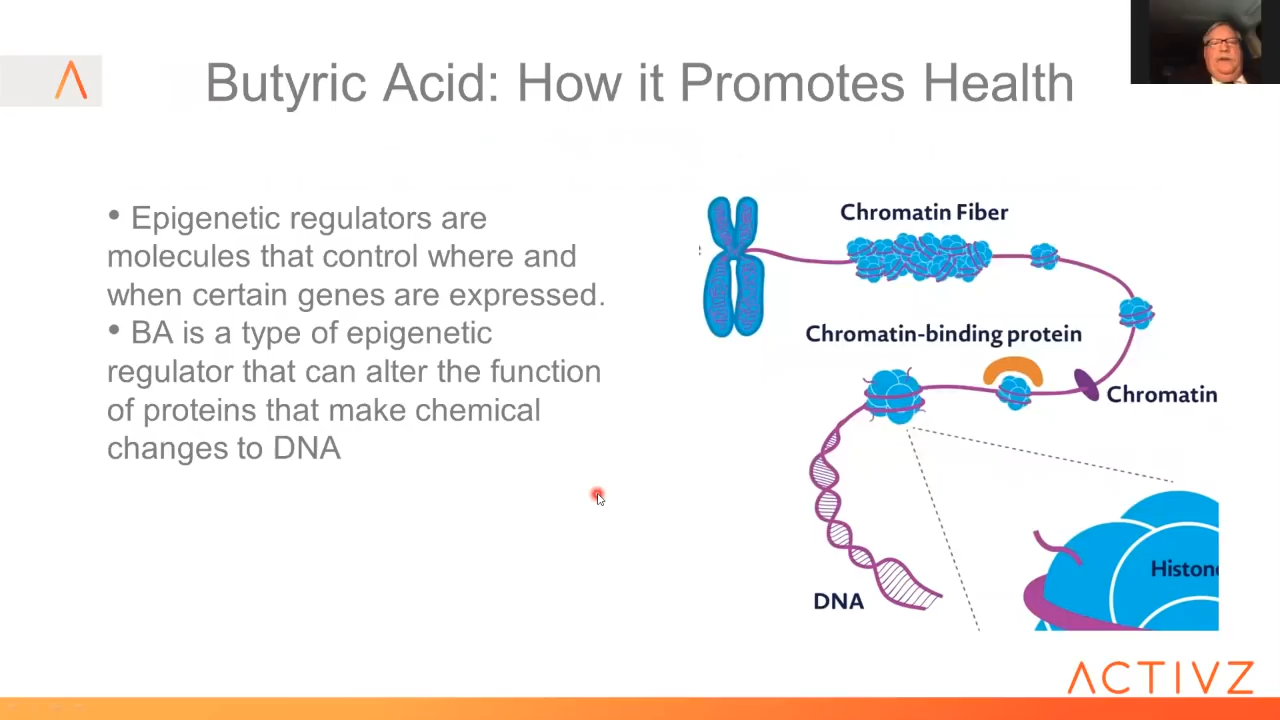 Butyric Acid: How it Promotes Health
• Epigenetic regulators are
molecules that control where and
when certain genes are expressed.
• BA is a type of epigenetic
regulator that can alter the function
of proteins that make chemical
changes to DNA
Chromatin Fiber
Chromatin-binding protein
Chromatin
Histone
DNA
ACTIVZ